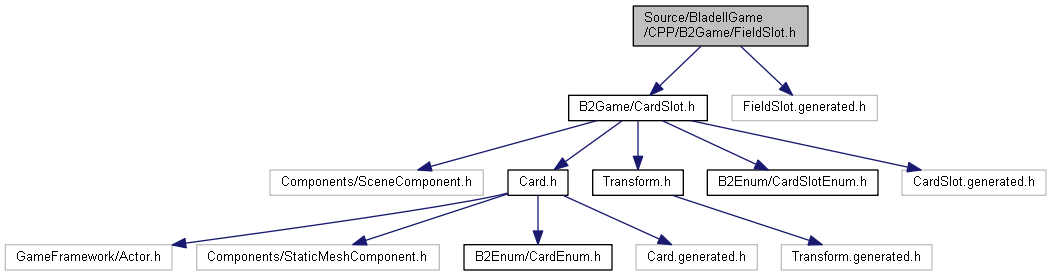 Source/BladeIIGame
/CPP/B2Game/FieldSlot.h
B2Game/CardSlot.h
FieldSlot.generated.h
Components/SceneComponent.h
Card.h
Transform.h
B2Enum/CardSlotEnum.h
CardSlot.generated.h
GameFramework/Actor.h
Components/StaticMeshComponent.h
B2Enum/CardEnum.h
Card.generated.h
Transform.generated.h